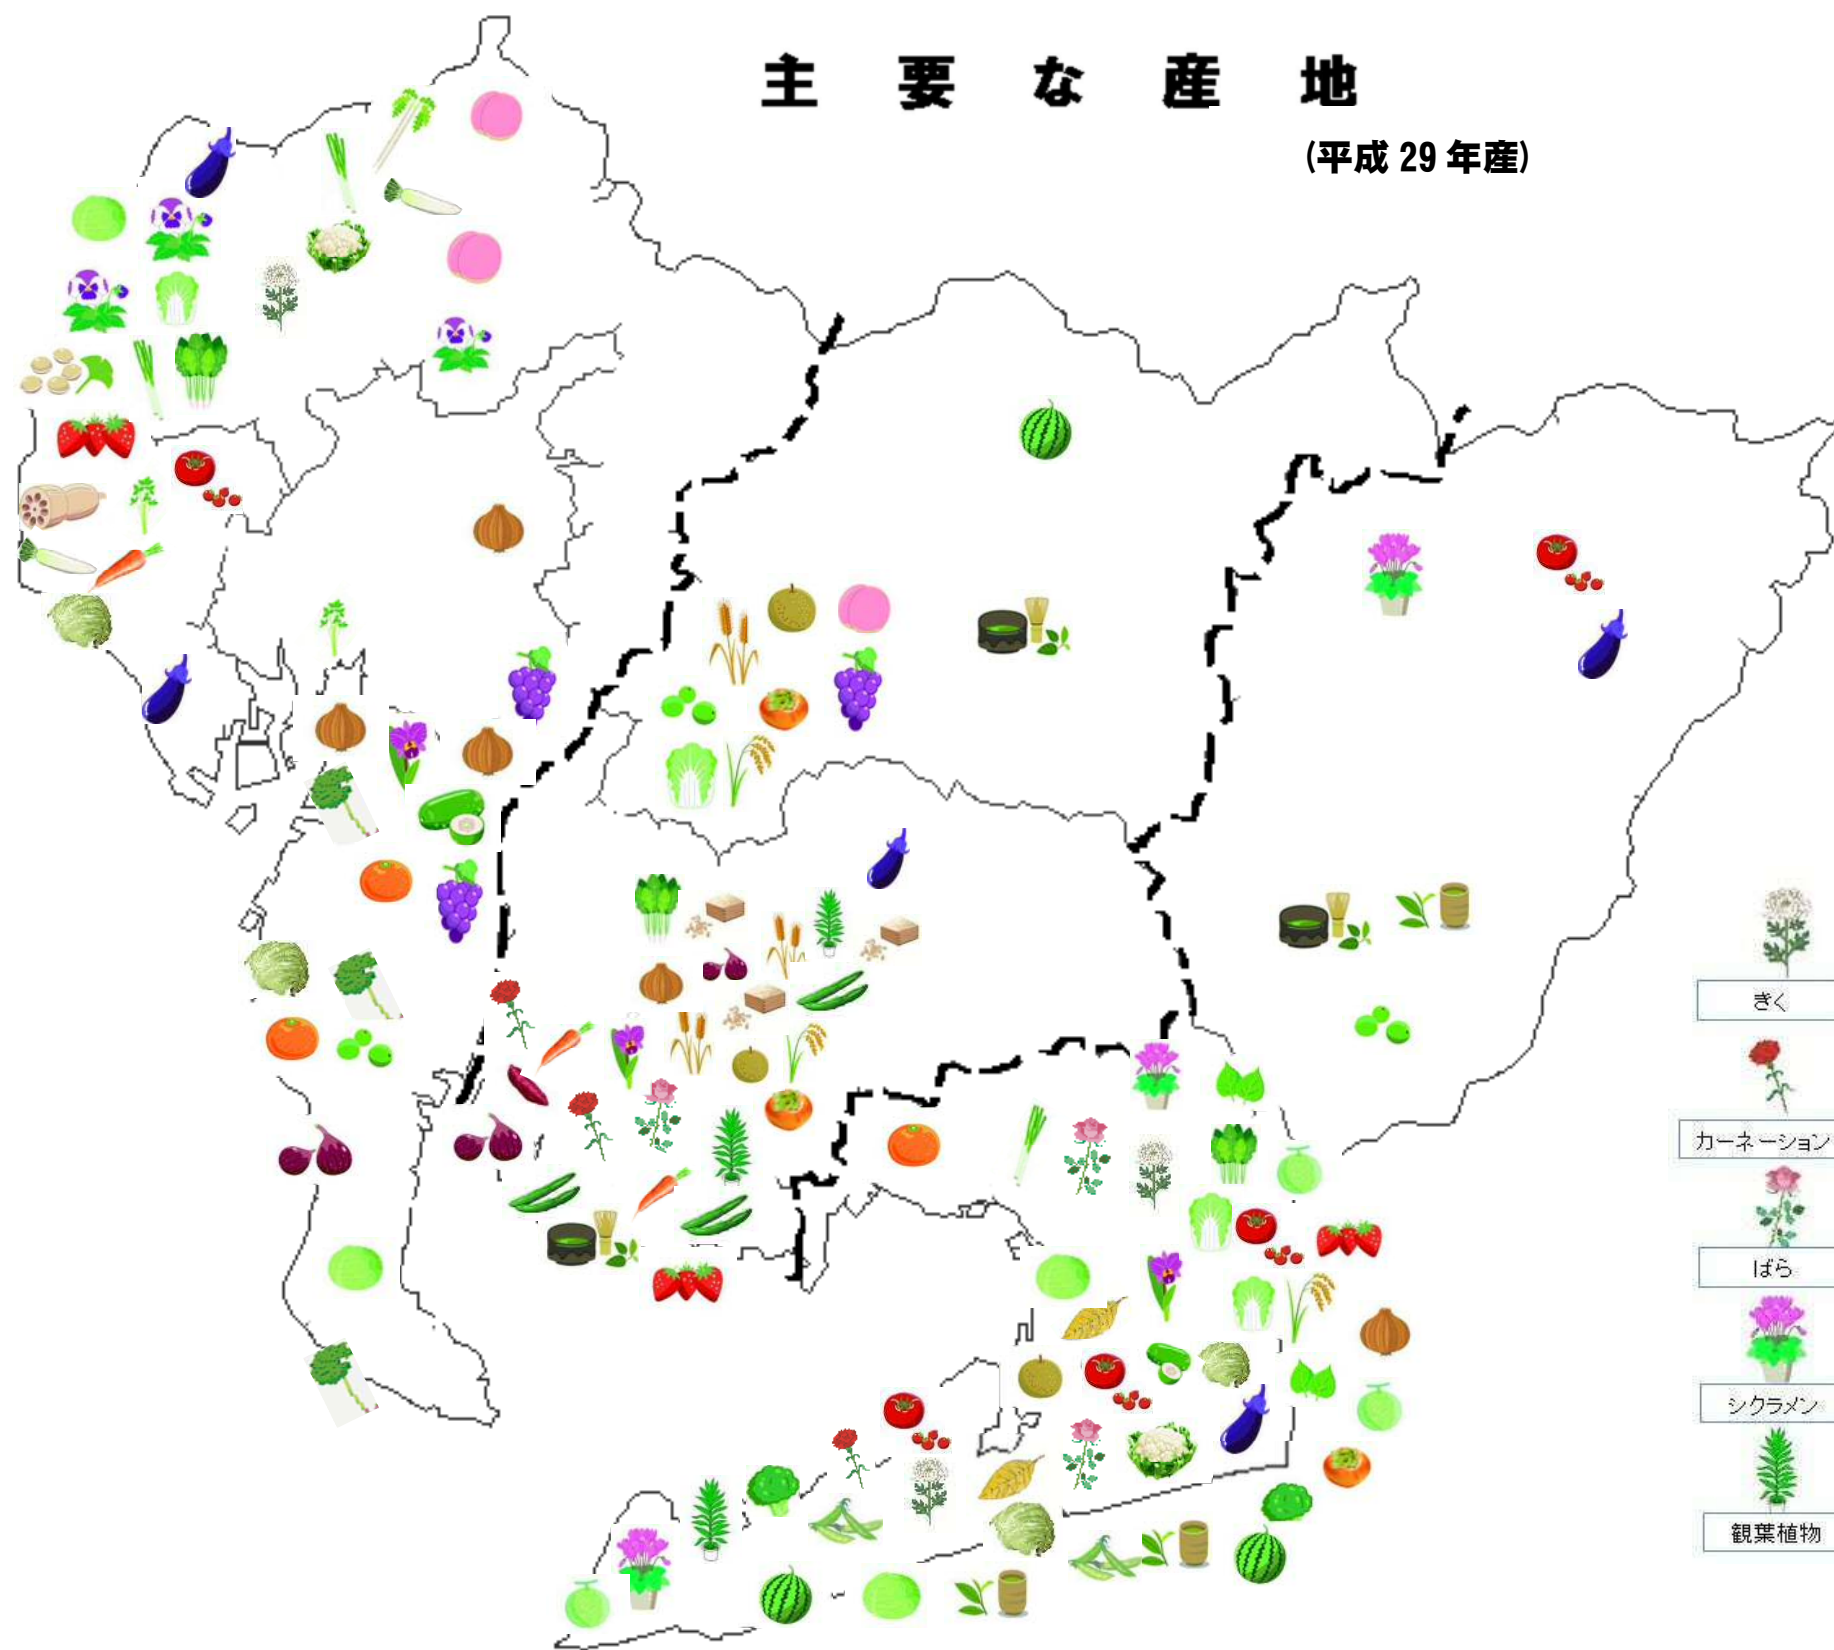 主要な産地
(平成 29 年産)
きく
カーネーション
ばら
シクラメン
観葉植物